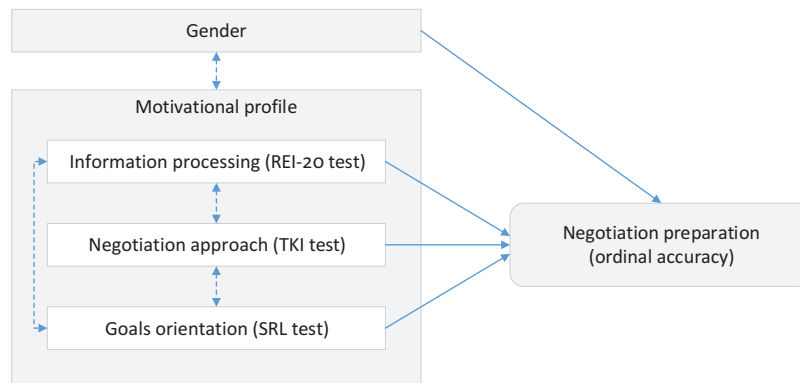 Gender
Motivational profile
Information processing (REI-20 test)
Negotiation approach (TKI test)
Goals orientation (SRL test)
Negotiation preparation
(ordinal accuracy)